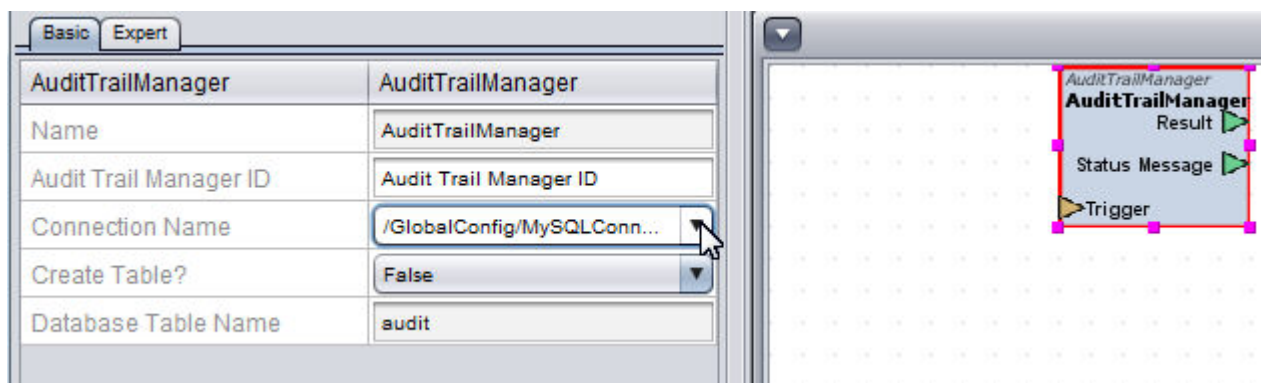 Basic Expert
AuditTrailManager AuditTrailManager
Name AuditTrailManager
Audit Trail Manager ID Audit Trail Manager ID
Connection Name /GlobalConfig/MySQLConn...
Create Table? False
Database Table Name audit
AuditTrailManager
AuditTrailManager
Result
Status Message
Trigger